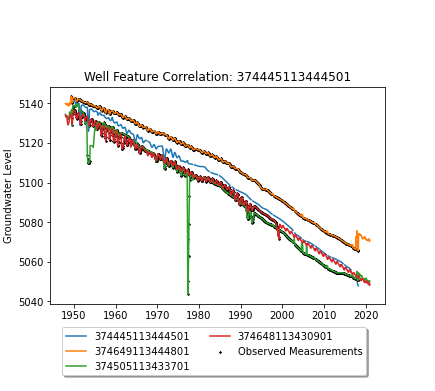 Well Feature Correlation: 374445113444501
5140
5120
5100
5080
5060
5040
Groundwater Level
1950 1960 1970 1980 1990 2000 2010 2020
374445113444501 374648113430901
374649113444801 Observed Measurements
374505113433701